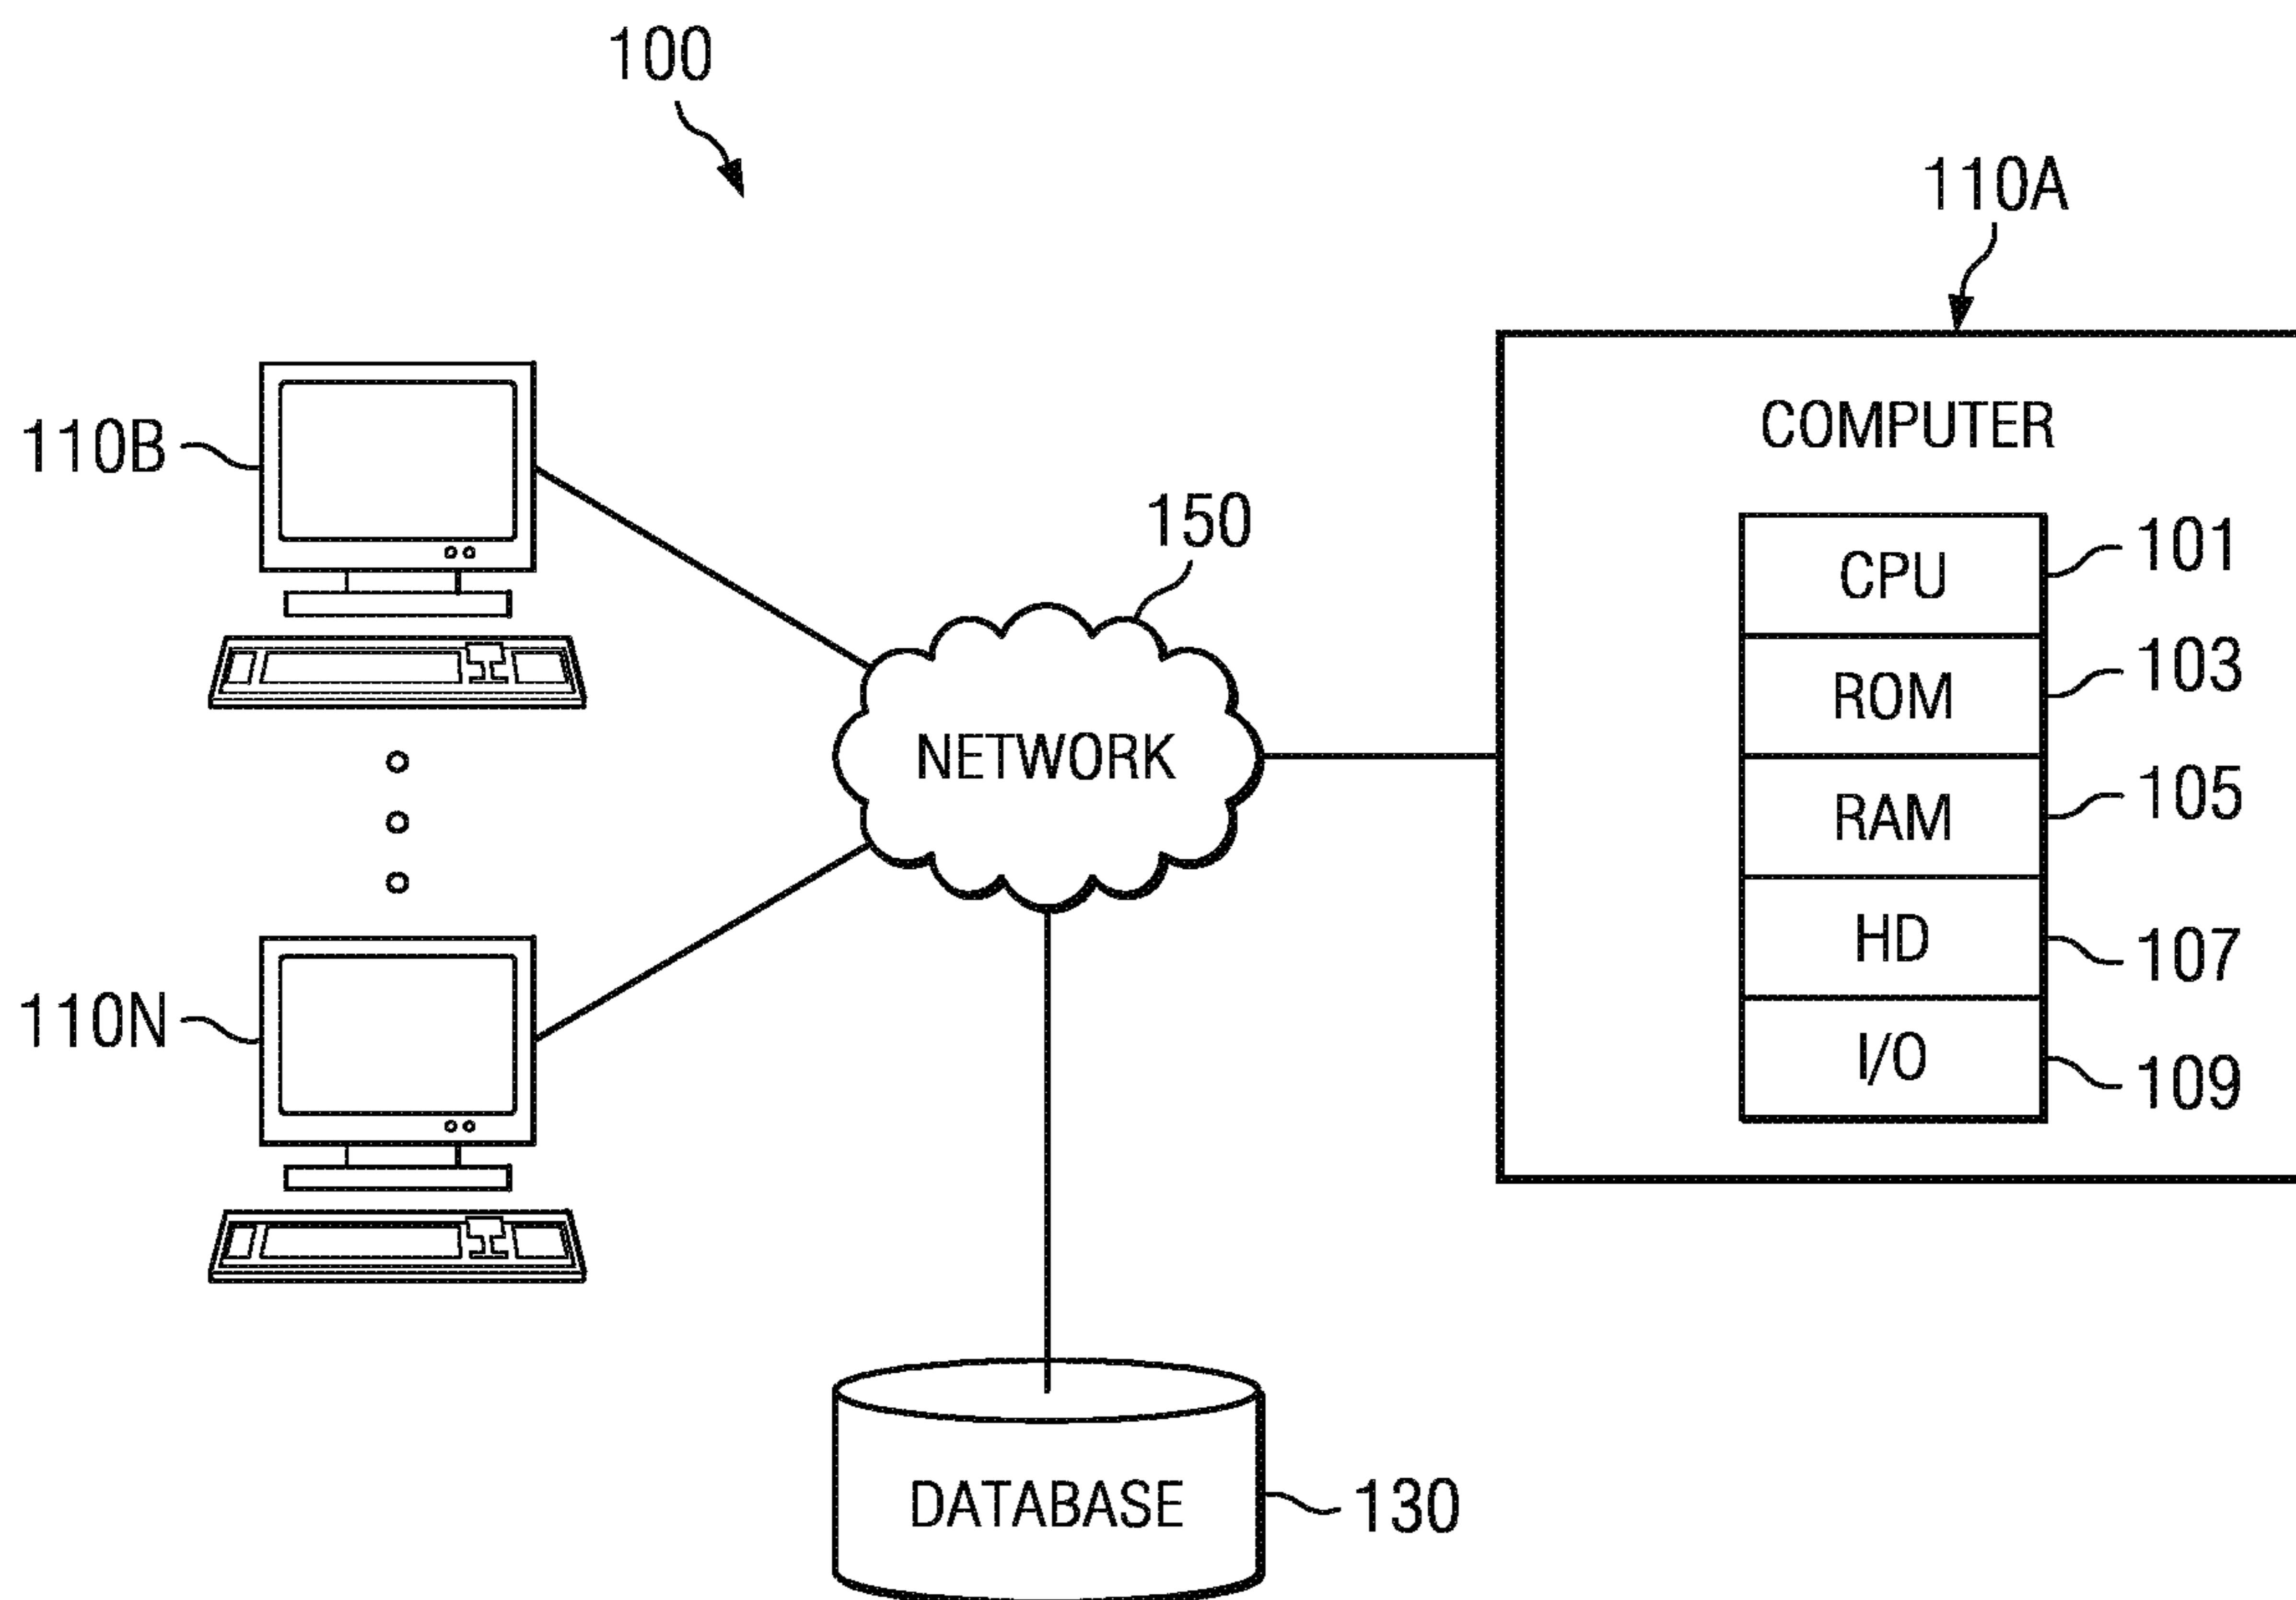 100
110A
COMPUTER
110B
150
CPU
101
ROM
103
NETWORK
RAM
105
HD
107
110N
I/O
109
DATABASE
130